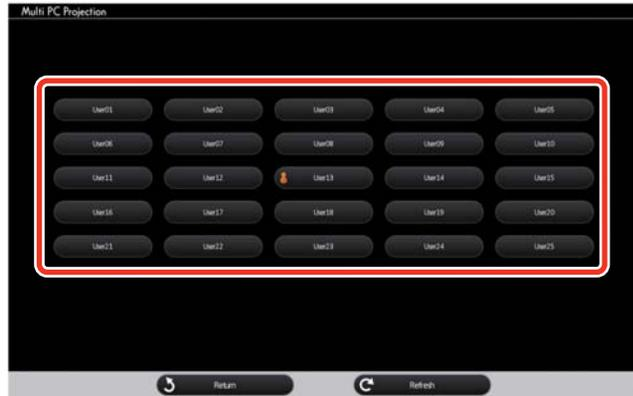 Multi PC Projection
User01 User02 User03 User04 User05
User06 User07 User08 User09 User10
User11 User12 User13 User14 User15
User16 User17 User18 User19 User20
User21 User22 User23 User24 User25
Return Refresh